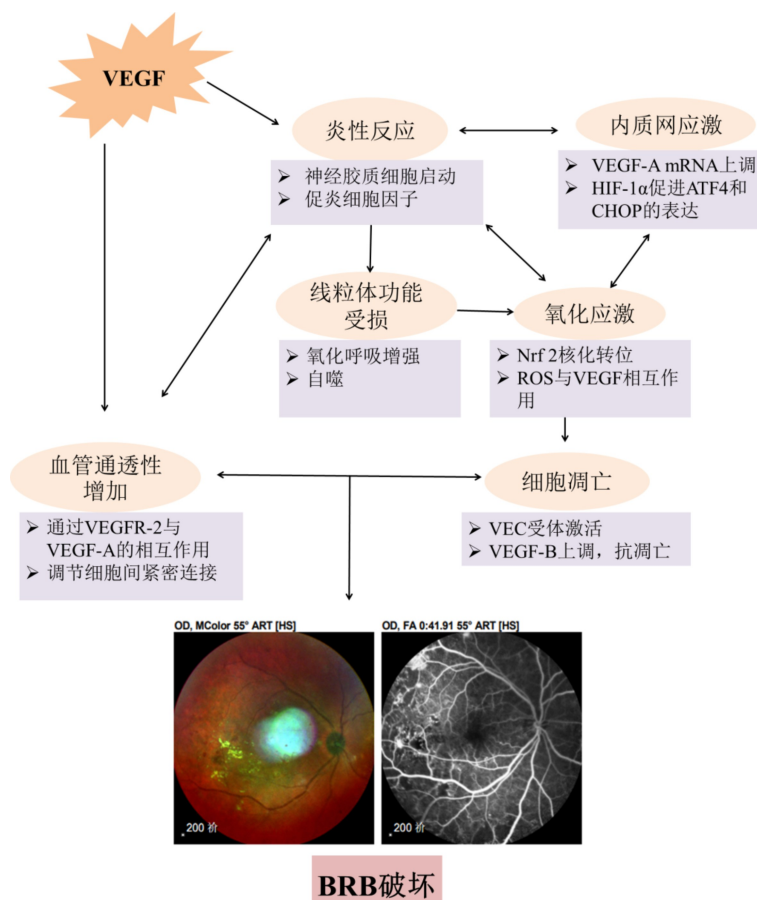 VEGF
炎性反应
内质网应激
➢ 神经胶质细胞启动
➢ 促炎细胞因子
➢ VEGF-A mRNA上调
➢ HIF-1α促进ATF4和
CHOP的表达
线粒体功能
受损
氧化应激
➢ 氧化呼吸增强
➢ 自噬
➢ Nrf 2核化转位
➢ ROS与VEGF相互作
用
血管通透性
增加
细胞凋亡
➢ 通过VEGFR-2与
VEGF-A的相互作用
➢ 调节细胞间紧密连接
➢ VEC受体激活
➢ VEGF-B上调，抗凋亡
OD, MColor 55° ART [HS]
OD, FA 0:41.91 55° ART [HS]
200 祄
200 祄
BRB破坏